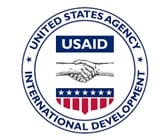 UNITED STATES AGENCY
USAID
INTERNATIONAL DEVELOPMENT